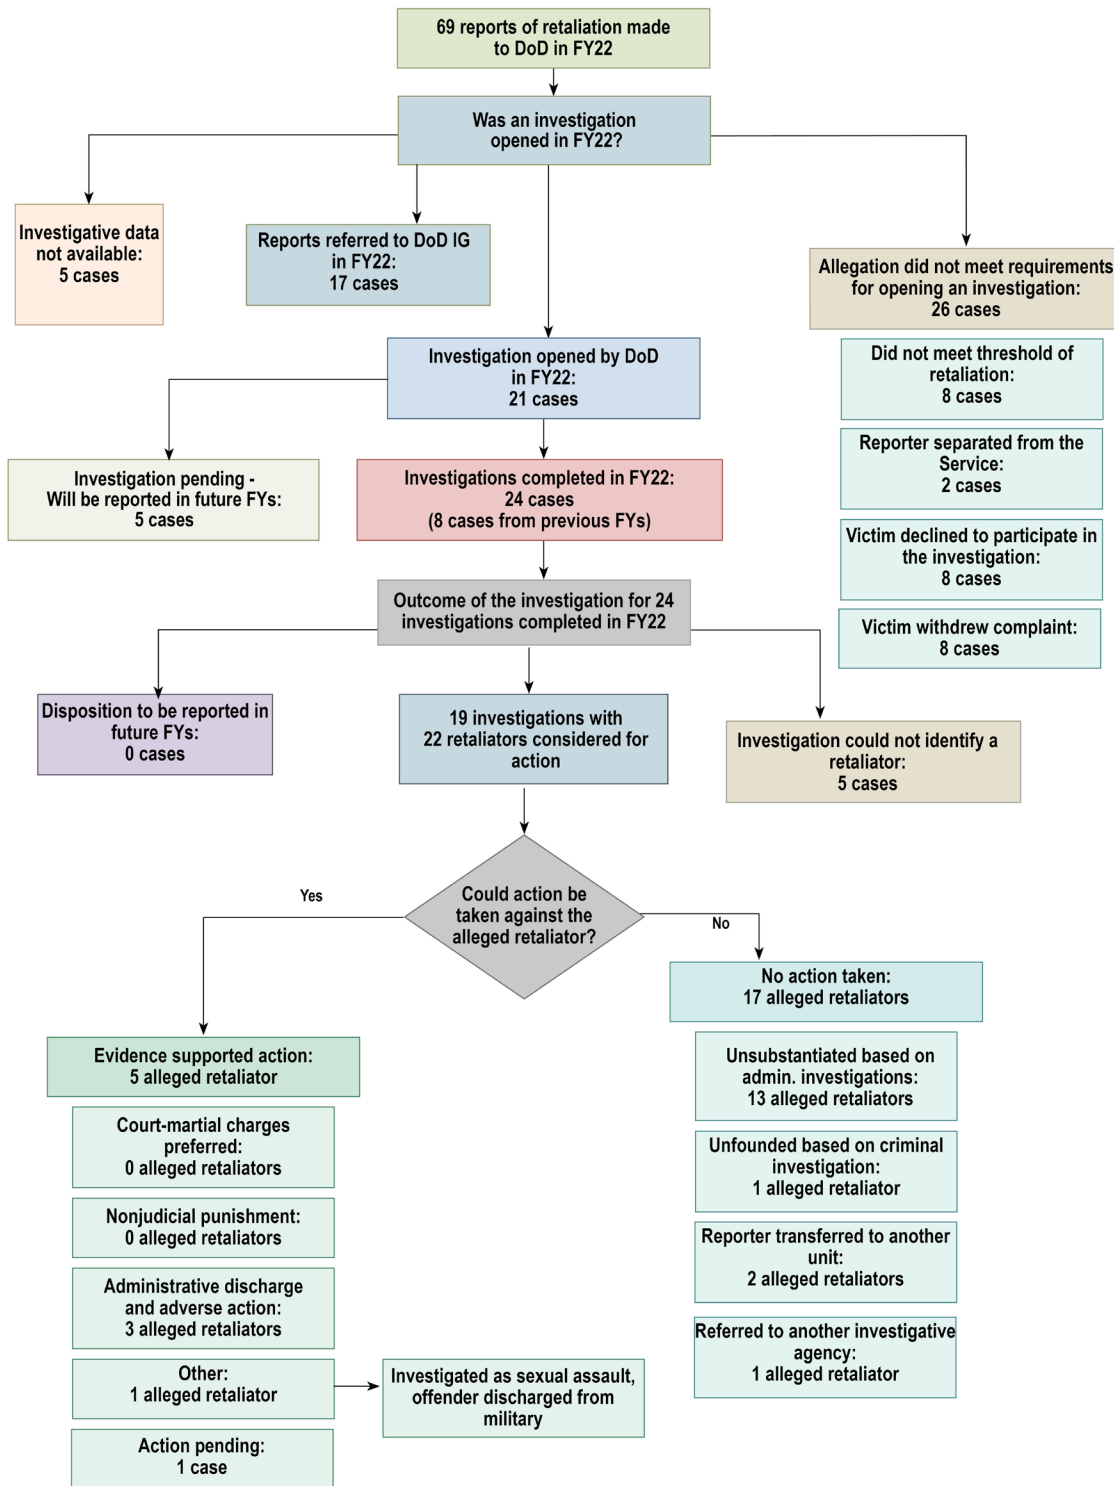 69 reports of retaliation made
to DoD in FY22
Was an investigation
opened in FY22?
Investigative data
not available:
5 cases
Reports referred to DoD IG
in FY22:
17 cases
Allegation did not meet requirements
for opening an investigation:
26 cases
Did not meet threshold of
retaliation:
8 cases
Reporter separated from the
Service:
2 cases
Victim declined to participate in
the investigation:
8 cases
Victim withdrew complaint:
8 cases
Investigation opened by DoD
in FY22:
21 cases
Investigation pending -
Will be reported in future FYs:
5 cases
Investigations completed in FY22:
24 cases
(8 cases from previous FYs)
Outcome of the investigation for 24
investigations completed in FY22
Disposition to be reported in
future FYs:
0 cases
19 investigations with
22 retaliators considered for
action
Investigation could not identify a
retaliator:
5 cases
Could action be
taken against the
alleged retaliator?
Yes
No
Evidence supported action:
5 alleged retaliator
Court-martial charges
preferred:
0 alleged retaliators
Nonjudicial punishment:
0 alleged retaliators
Administrative discharge
and adverse action:
3 alleged retaliators
Other:
1 alleged retaliator
Investigated as sexual assault,
offender discharged from
military
Action pending:
1 case
No action taken:
17 alleged retaliators
Unsubstantiated based on
admin. investigations:
13 alleged retaliators
Unfounded based on criminal
investigation:
1 alleged retaliator
Reporter transferred to another
unit:
2 alleged retaliators
Referred to another investigative
agency:
1 alleged retaliator